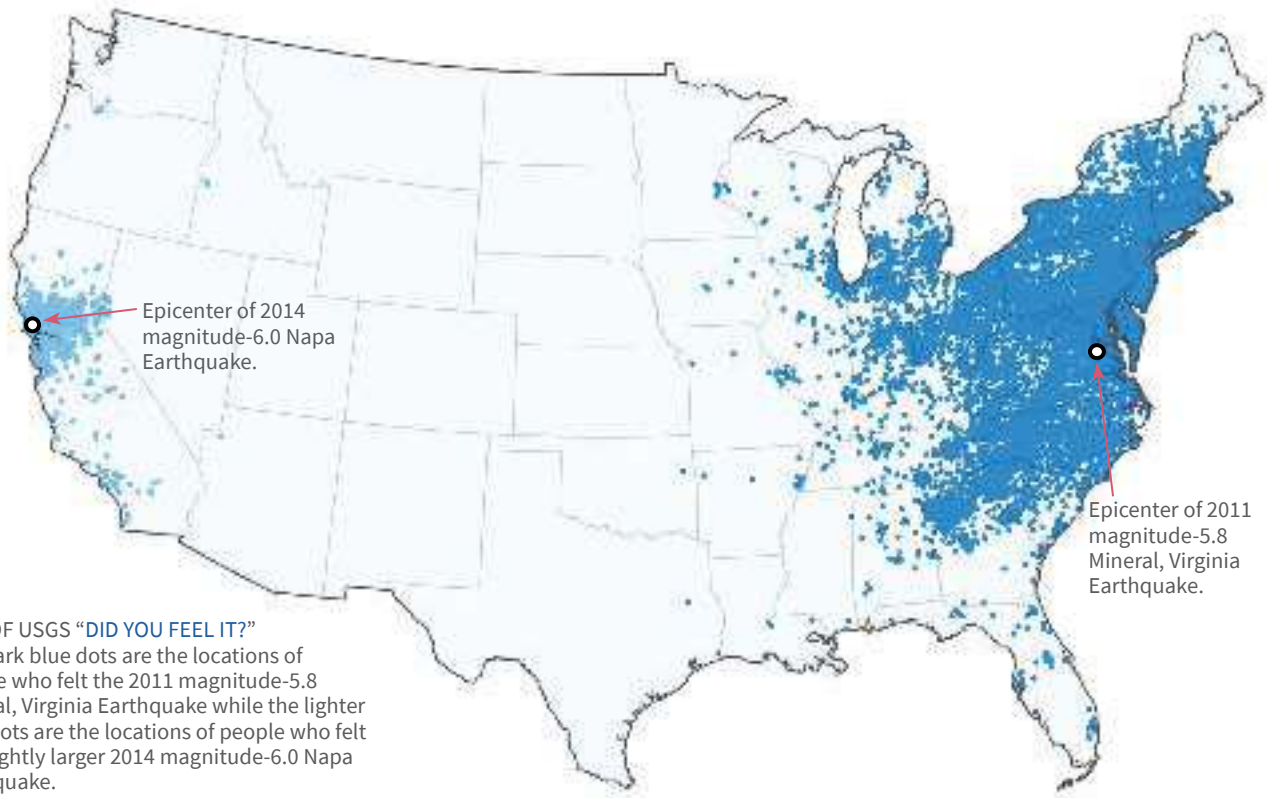 Epicenter of 2014
magnitude-6.0 Napa
Earthquake.
Epicenter of 2011
magnitude-5.8
Mineral, Virginia
Earthquake.
OF USGS “DID YOU FEEL IT?”
ark blue dots are the locations of
e who felt the 2011 magnitude-5.8
al, Virginia Earthquake while the lighter
ots are the locations of people who felt
ghtly larger 2014 magnitude-6.0 Napa
quake.